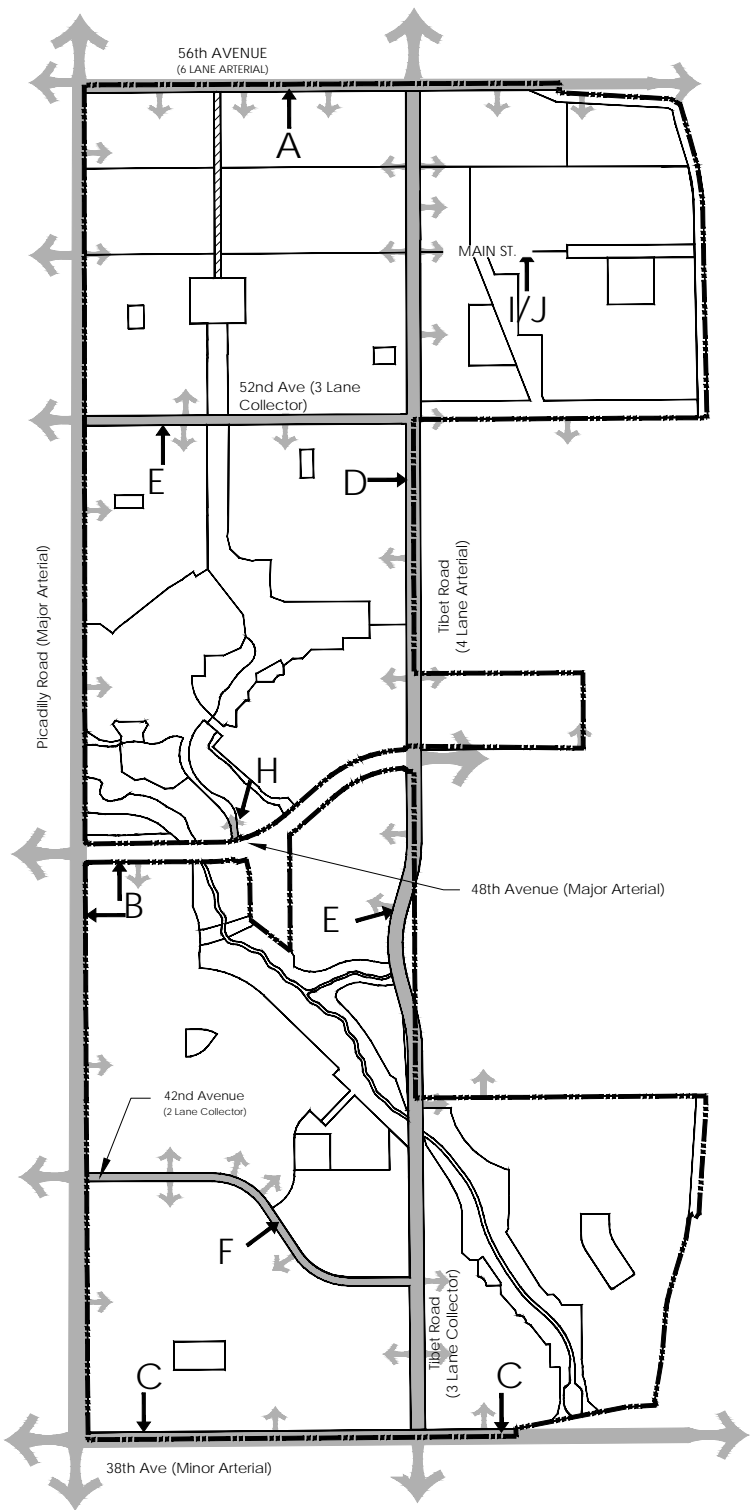 56th AVENUE
(6 LANE ARTERIAL)
A
MAIN ST.
I/J
52nd Ave (3 Lane
Collector)
E
D
Picadilly Road (Major Arterial)
Tibet Road
(4 Lane Arterial)
H
48th Avenue (Major Arterial)
B
E
42nd Avenue
(2 Lane Collector)
F
Tibet Road
(3 Lane Collector)
C
C
38th Ave (Minor Arterial)